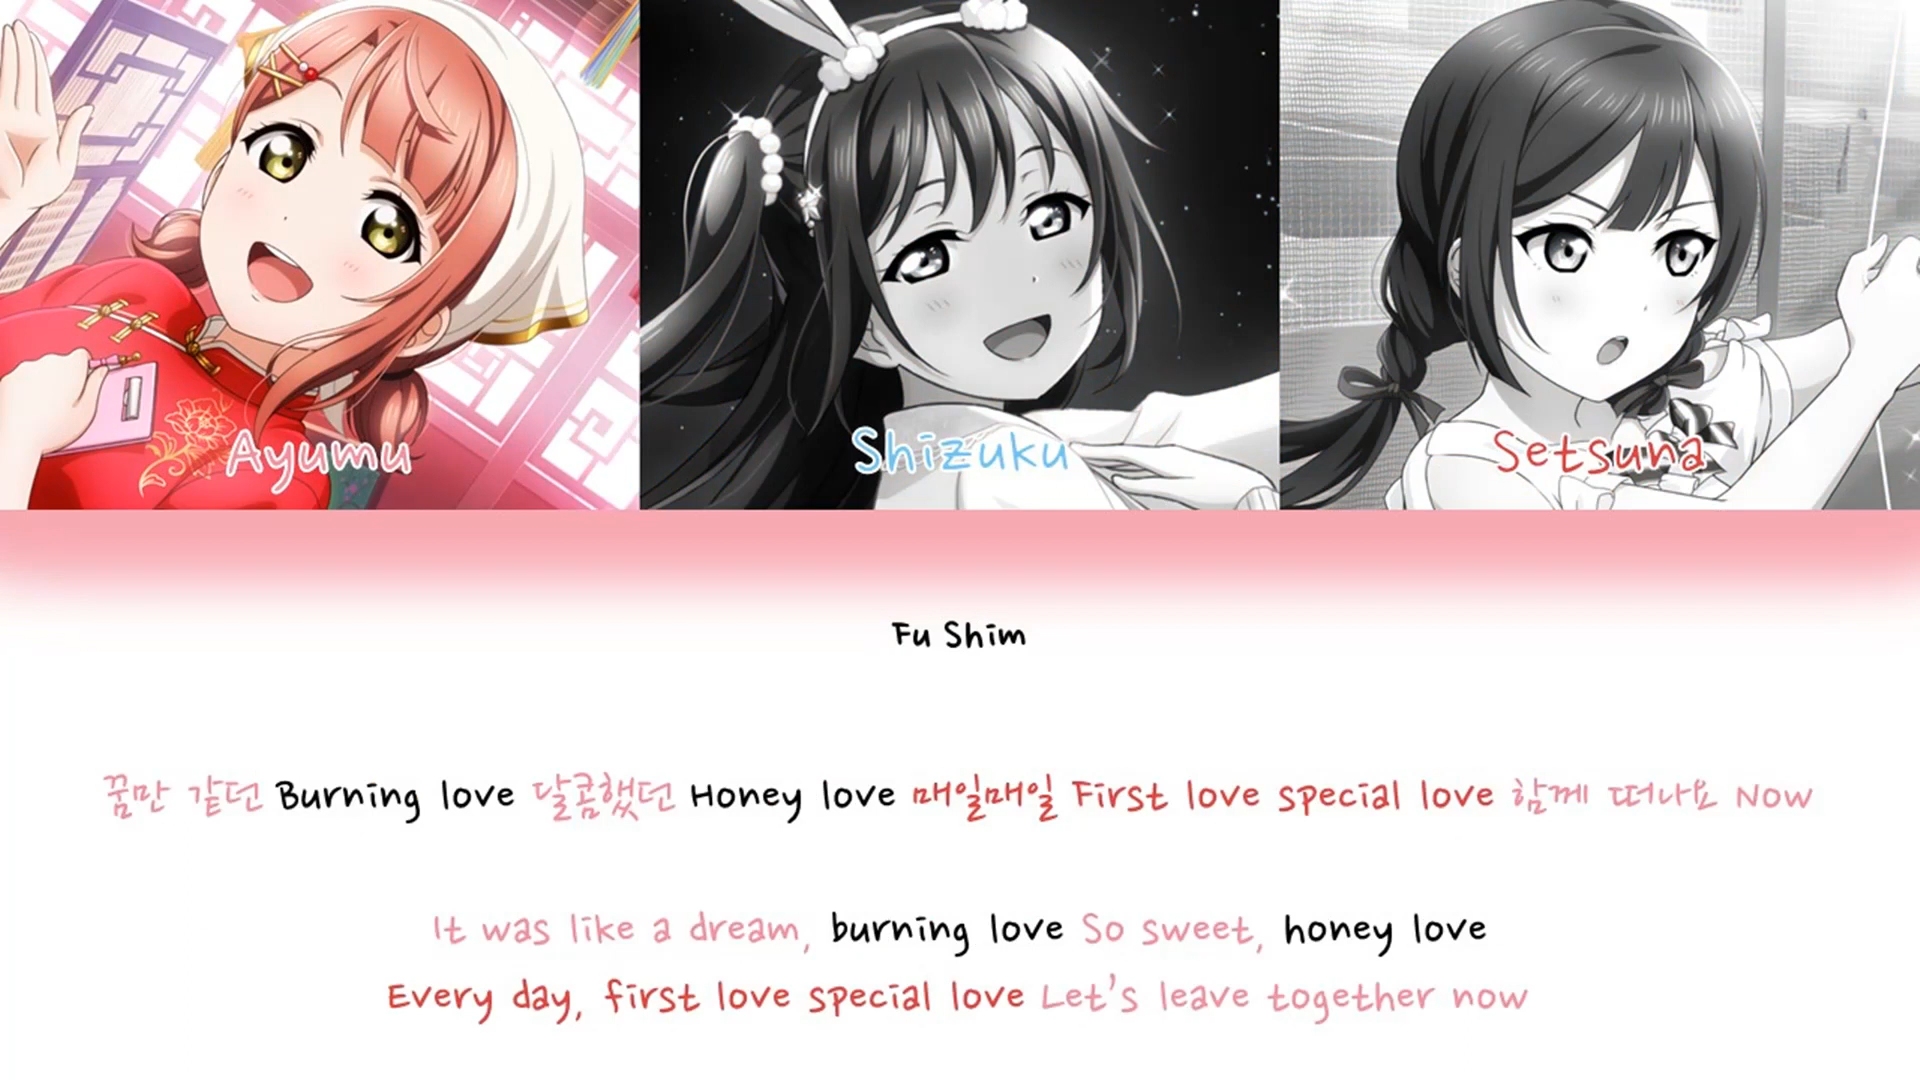 Ayumu
Shizuku
Setsuna
Fu Shim
꿈만 같던 Burning love 달콤했던 Honey love 매일매일 First love special love 함께 떠나요 Now
It was like a dream, burning love So sweet, honey love
Every day, first love special love Let's leave together now